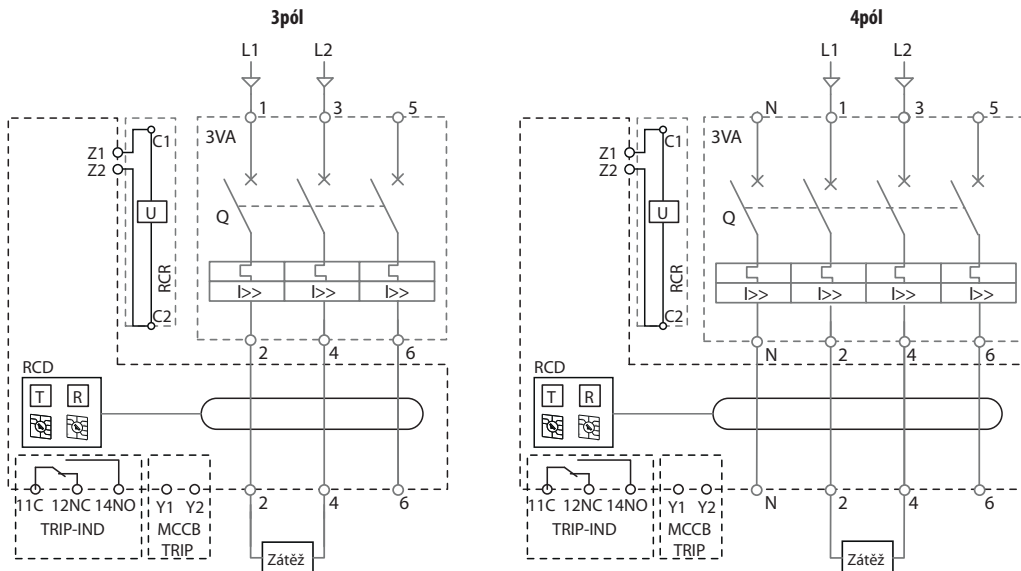 3pól
L1 L2
1 3 5
3VA
C1
Z1
Z2
U
Q
RCR
I>> I>> I>>
C2
2 4 6
RCD
T R
2 4 6
11C 12NC 14NO
Y1 Y2
TRIP-IND
MCCB
TRIP
Zátěž
4pól
L1 L2
N 1 3 5
3VA
C1
Z1
Z2
U
Q
RCR
I>> I>> I>> I>>
C2
N 2 4 6
RCD
T R
N 2 4 6
11C 12NC 14NO
Y1 Y2
TRIP-IND
MCCB
TRIP
Zátěž